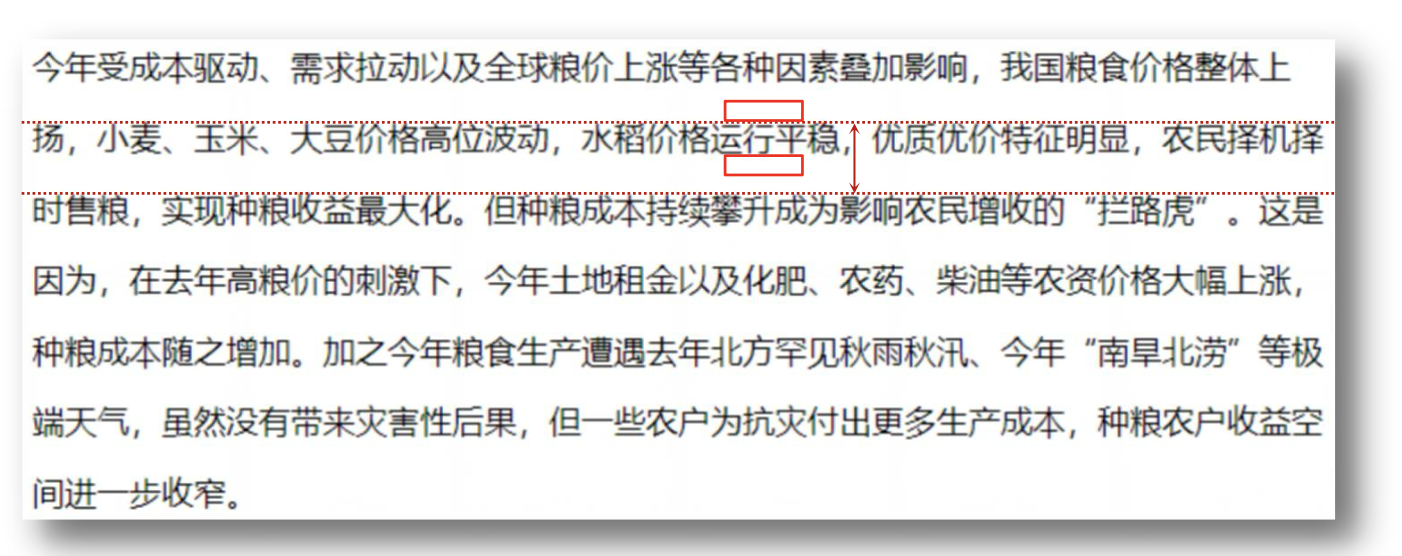 今年受成本驱动、需求拉动以及全球粮价上涨等各种因素叠加影响，我国粮食价格整体上
扬，小麦、玉米、大豆价格高位波动，水稻价格运行平稳，优质优价特征明显，农民择机择
时售粮，实现种粮收益最大化。但种粮成本持续攀升成为影响农民增收的“拦路虎”。这是
因为，在去年高粮价的刺激下，今年土地租金以及化肥、农药、柴油等农资价格大幅上涨，
种粮成本随之增加。加之今年粮食生产遭遇去年北方罕见秋雨秋汛、今年“南旱北涝”等极
端天气，虽然没有带来灾害性后果，但一些农户为抗灾付出更多生产成本，种粮农户收益空
间进一步收窄。